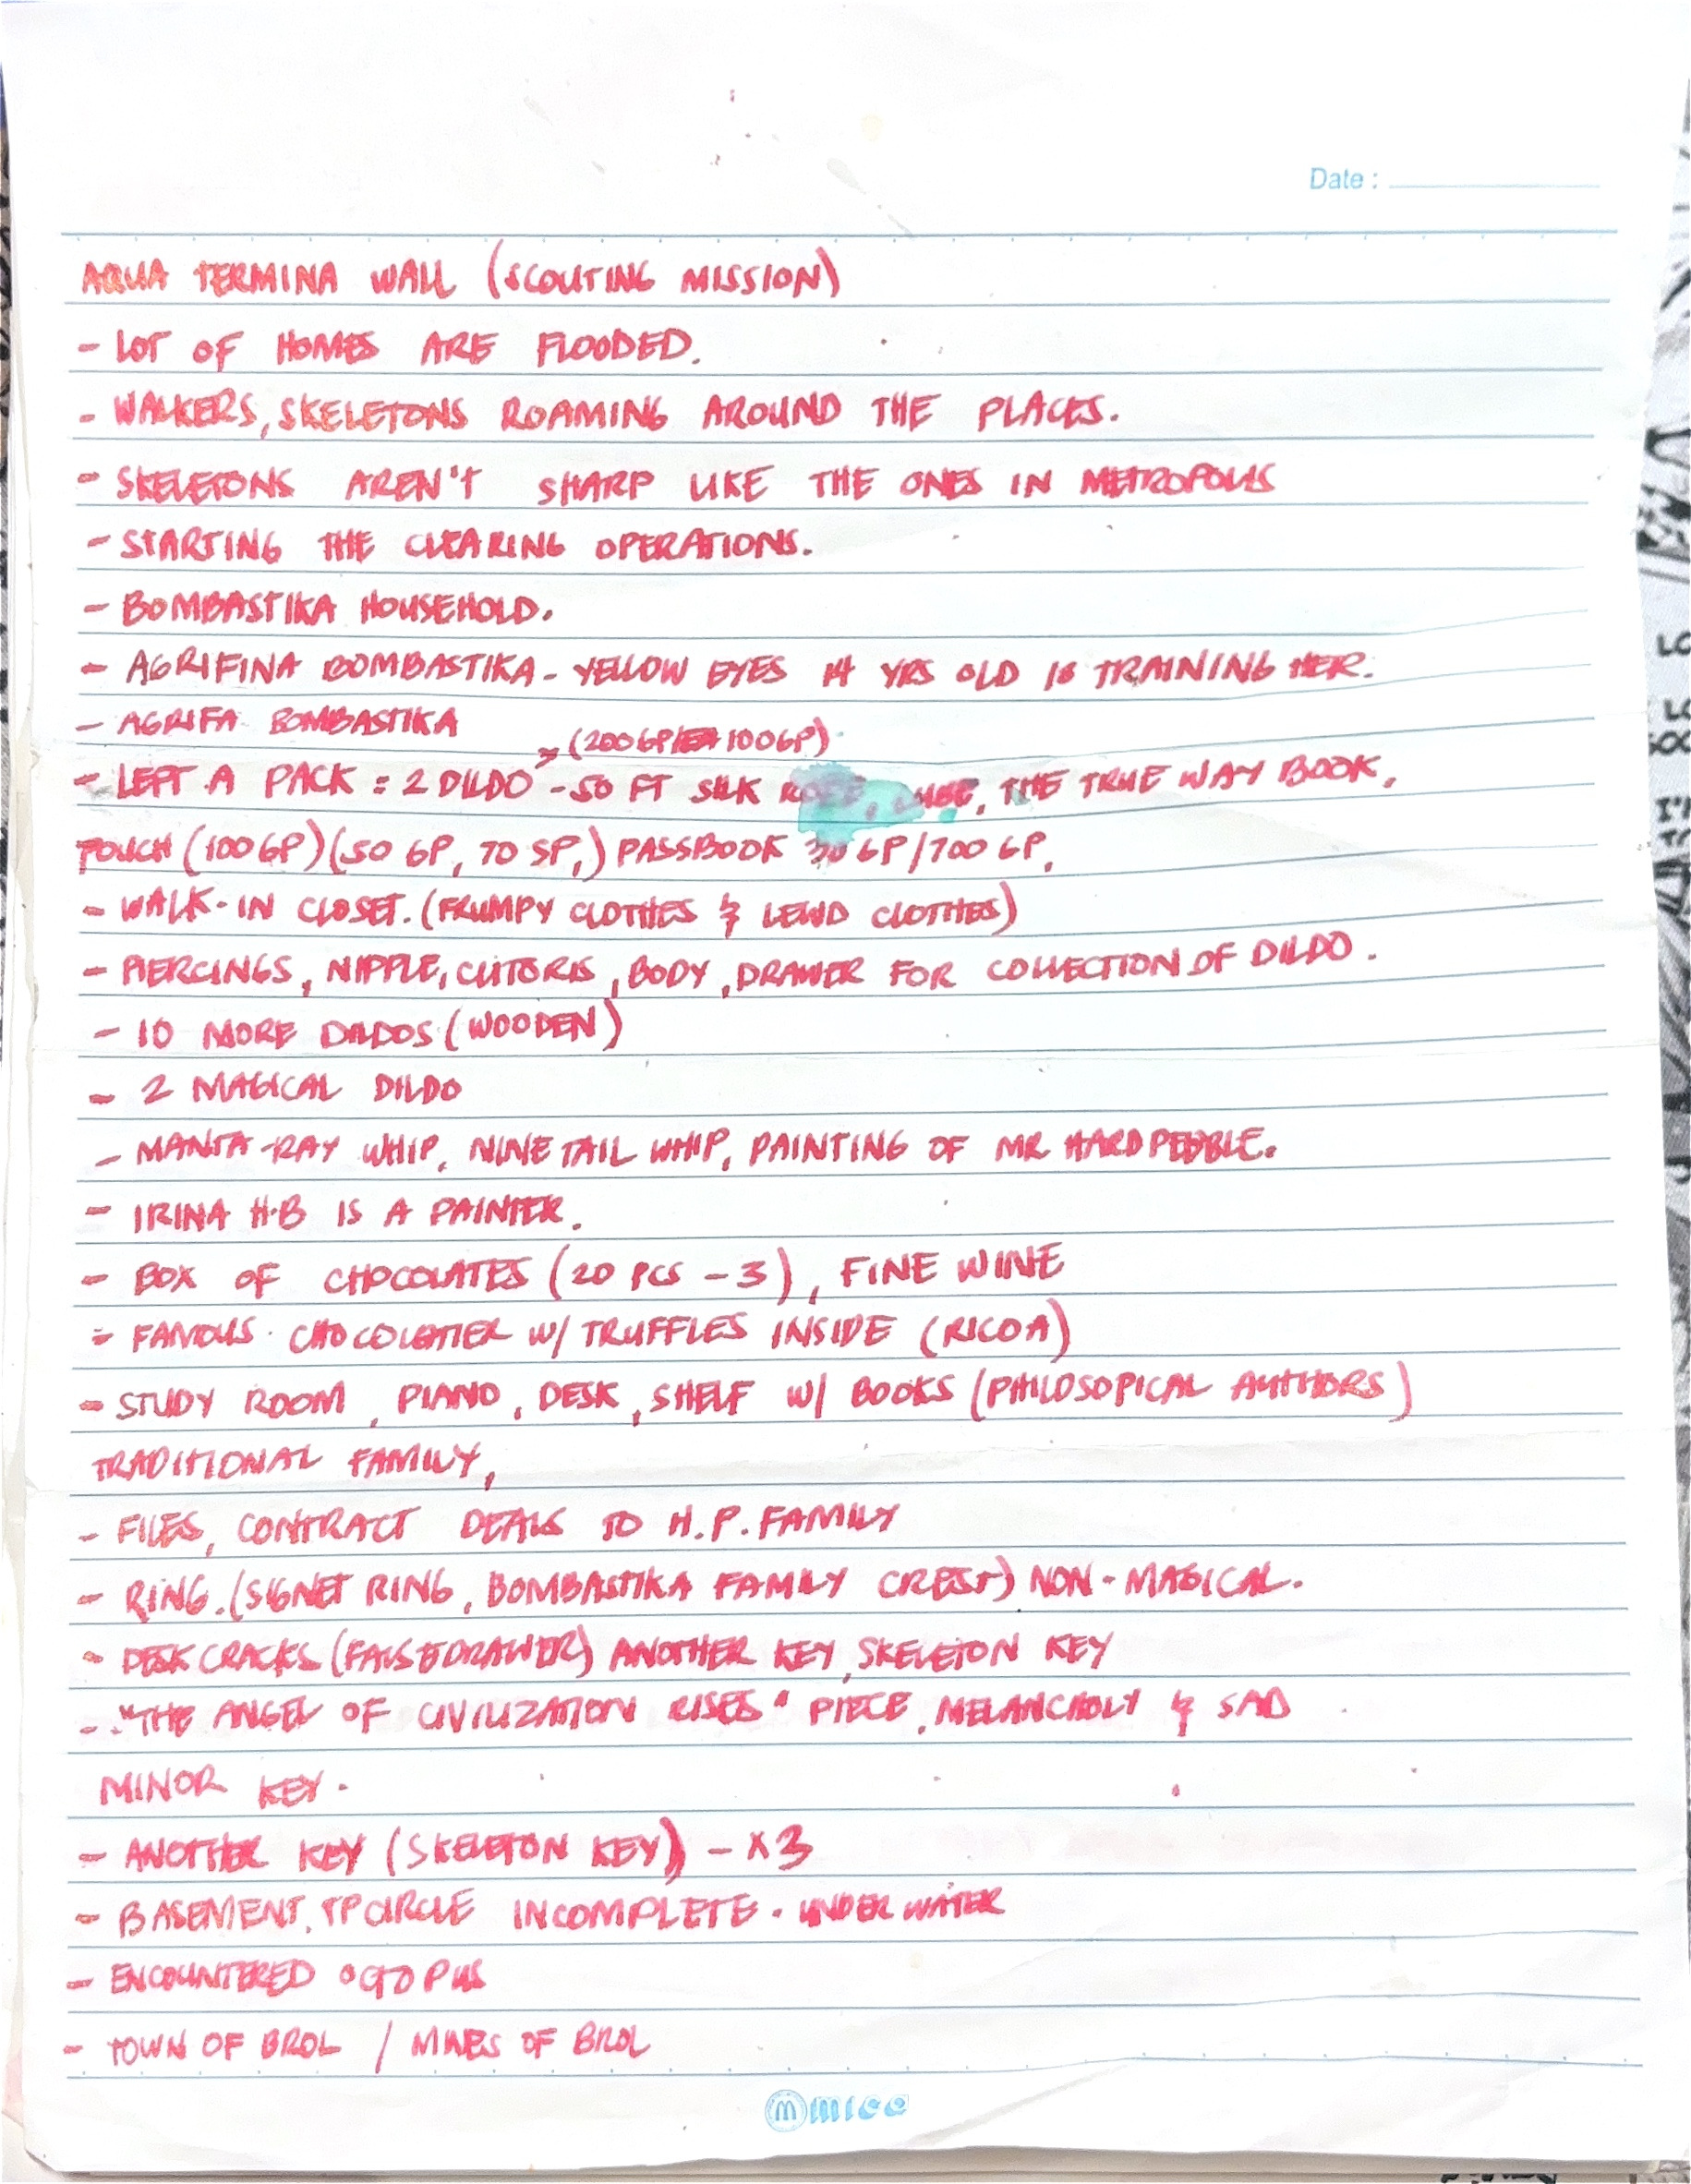 Date :
AQUA TERMINA WALL (SCOUTING MISSION)
- LOT OF HOMES ARE FLOODED.
- WALKERS, SKELETONS ROAMING AROUND THE PLACES.
- SKELETONS AREN'T SHARP LIKE THE ONES IN METROPOLIS
- STARTING THE CLEARING OPERATIONS.
- BOMBASTIKA HOUSEHOLD.
- AGRIFINA BOMBASTIKA - YELLOW EYES 14 YRS OLD IS TRAINING HER.
- AGRIFA BOMBASTIKA
(200GP/ 100GP)
- LEFT A PACK = 2 DILDO - 50 FT SILK ROPE, LUBE, THE TRUE WAY BOOK,
POUCH (100 GP) (50 GP, 70 SP,) PASSBOOK GP/700 GP,
- WALK-IN CLOSET. (FRUMPY CLOTHES & LEWD CLOTHES)
- PIERCINGS, NIPPLE, CLITORIS, BODY, DRAWER FOR COLLECTION OF DILDO.
- 10 MORE DILDOS (WOODEN)
- 2 MAGICAL DILDO
- MANTA-RAY WHIP, NINE TAIL WHIP, PAINTING OF MR HARD PEBBLE.
- IRINA H.B IS A PAINTER.
- BOX OF CHOCOLATES (20 PCS - 3), FINE WINE
- FAMOUS CHOCOLATIER W/ TRUFFLES INSIDE (RICOA)
- STUDY ROOM, PIANO, DESK, SHELF W/ BOOKS (PHILOSOPICAL AUTHORS)
TRADITIONAL FAMILY,
- FILES, CONTRACT DEALS TO H.P. FAMILY
- RING. (SIGNET RING, BOMBASTIKA FAMILY CREST) NON-MAGICAL.
- DESK CRACKS (FALSE DRAWER) ANOTHER KEY, SKELETON KEY
- "THE ANGEL OF CIVILIZATION RISES" PIECE, MELANCHOLY & SAD
MINOR KEY.
- ANOTHER KEY (SKELETON KEY) - X3
- BASEMENT, TP CIRCLE INCOMPLETE. UNDER WATER
- ENCOUNTERED OCTOPUS
- TOWN OF BROL / MINES OF BROL
mice